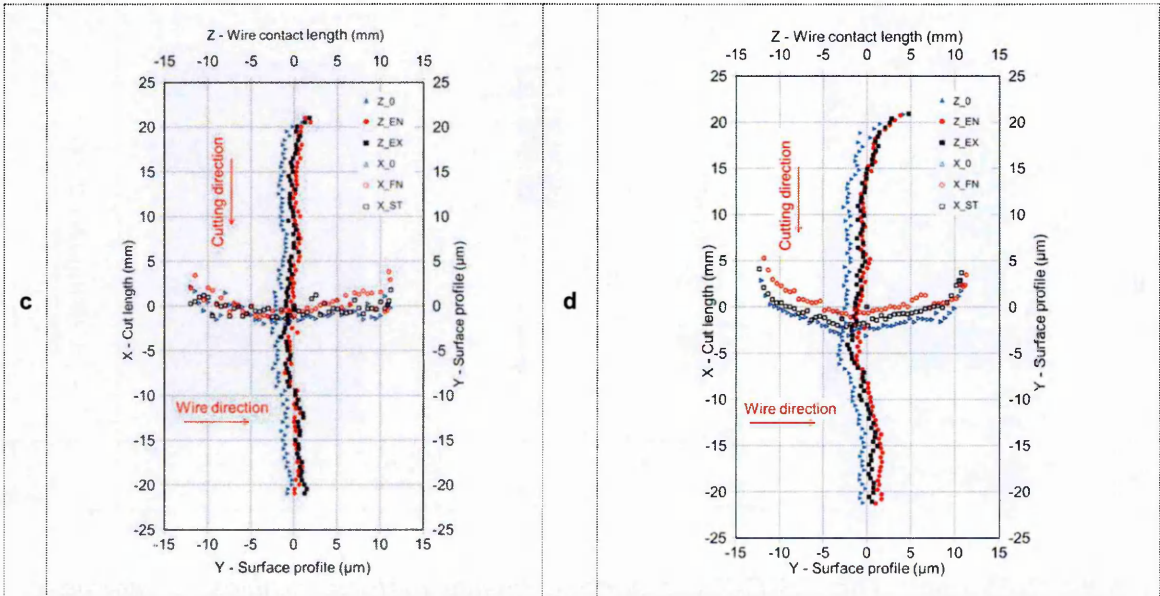 c
Z - Wire contact length (mm)
-15 -10 -5 0 5 10 15
25 20 15 10 5 0 -5 -10 -15 -20 -25
X - Cut length (mm)
Cutting direction
Wire direction
Z_0
Z_EN
Z_EX
X_0
X_FN
X_ST
25 20 15 10 5 0 -5 -10 -15 -20 -25
Y - Surface profile (µm)
-15 -10 -5 0 5 10 15
Y - Surface profile (µm)
d
Z - Wire contact length (mm)
-15 -10 -5 0 5 10 15
25 20 15 10 5 0 -5 -10 -15 -20 -25
X - Cut length (mm)
Cutting direction
Wire direction
Z_0
Z_EN
Z_EX
X_0
X_FN
X_ST
25 20 15 10 5 0 -5 -10 -15 -20 -25
Y - Surface profile (µm)
-15 -10 -5 0 5 10 15
Y - Surface profile (µm)